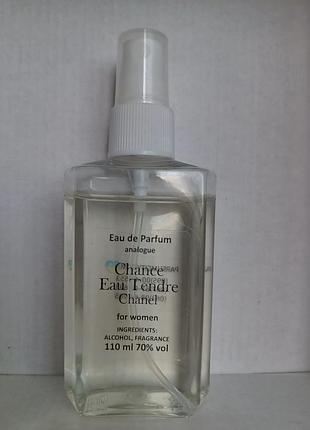 Eau de Parfum
analogue
Chance
Eau Tendre
Chanel
for women
INGREDIENTS:
ALCOHOL, FRAGRANCE
110 ml 70% vol